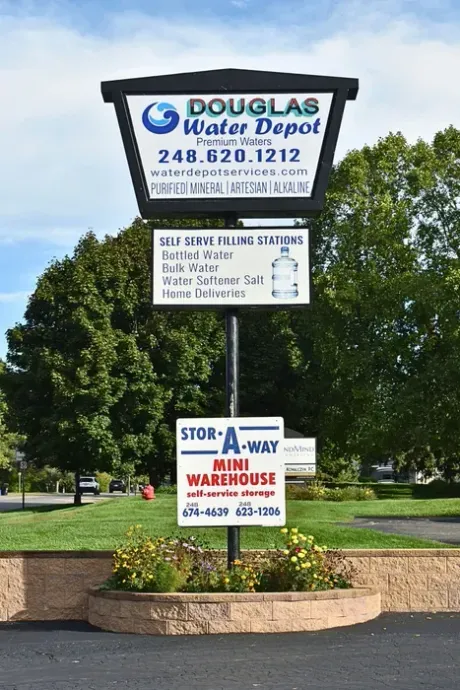 DOUGLAS
Water Depot
Premium Waters
248.620.1212
waterdepotservices.com
PURIFIED| MINERAL | ARTESIAN | ALKALINE
SELF SERVE FILLING STATIONS
Bottled Water
Bulk Water
Water Softener Salt
Home Deliveries
STOR·A·WAY
MINI
WAREHOUSE
self-service storage
248 248
674-4639 623-1206